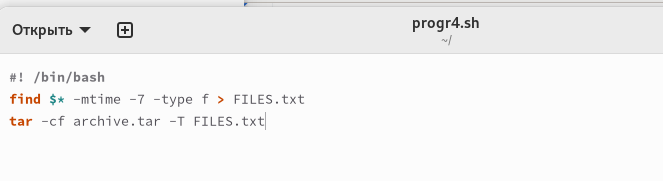 Открыть
progr4.sh
~/
#! /bin/bash
find $* -mtime -7 -type f > FILES.txt
tar -cf archive.tar -T FILES.txt